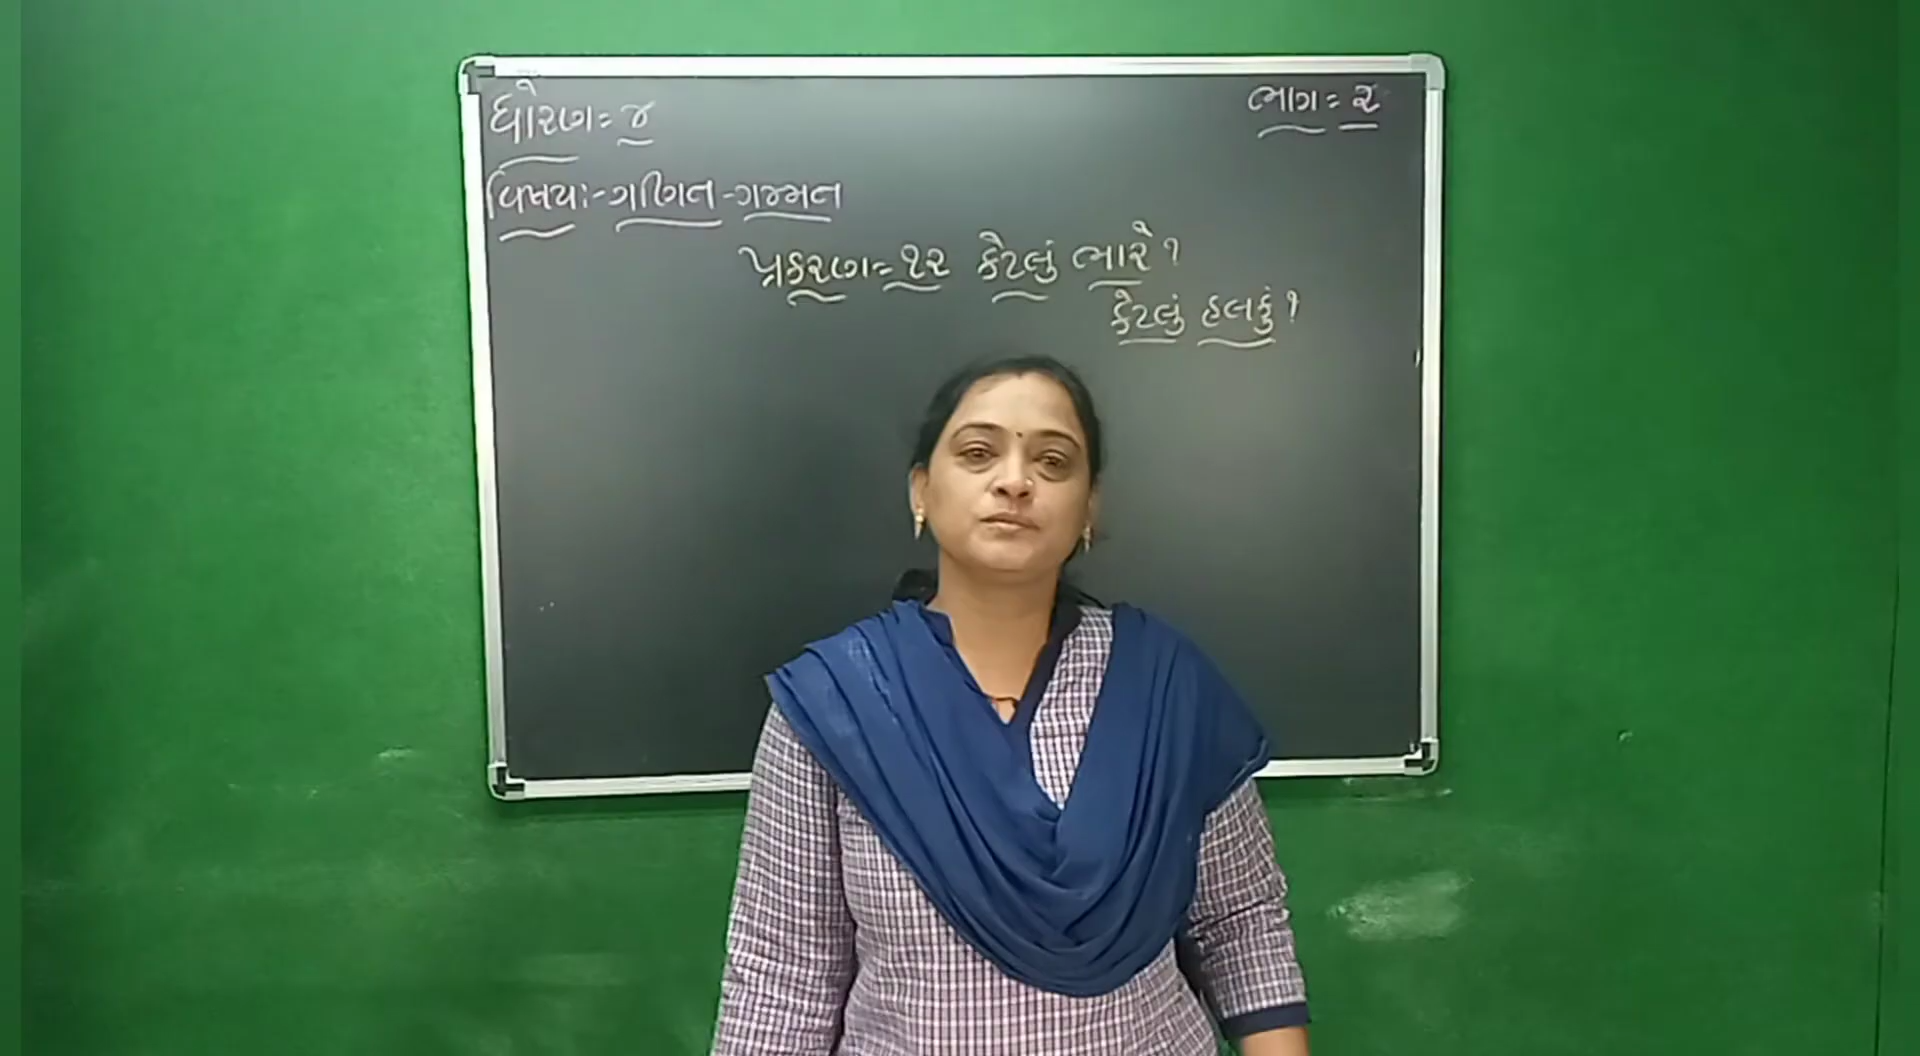 ધોરણ = ૪
ભાગ = ૨
વિષય:- ગણિત - ગમ્મત
પ્રકરણ = ૧૨ કેટલું ભારે ?
કેટલું હલકું ?